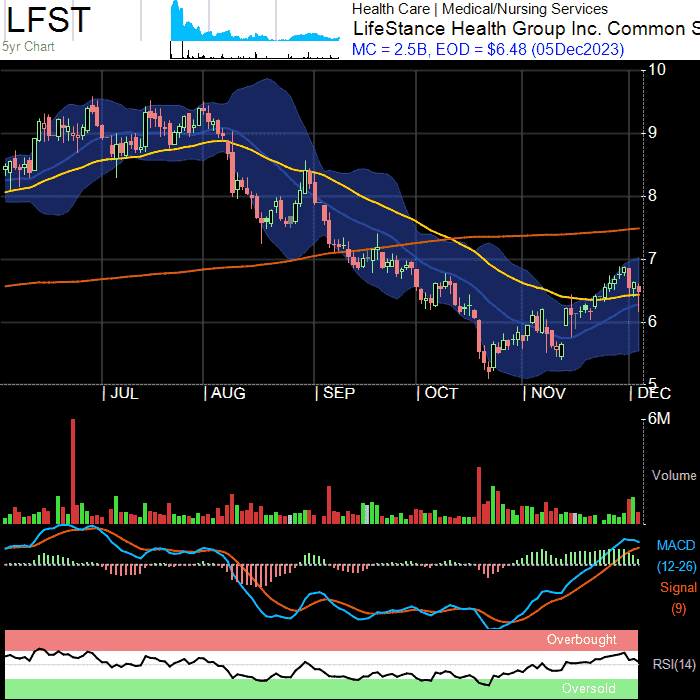 LFST
5yr Chart
Health Care | Medical/Nursing Services
LifeStance Health Group Inc. Common S
MC = 2.5B, EOD = $6.48 (05Dec2023)
10
9
8
7
6
5
| JUL | AUG | SEP | OCT | NOV | DEC
6M
Volume
MACD
(12-26)
Signal
(9)
Overbought
RSI(14)
Oversold